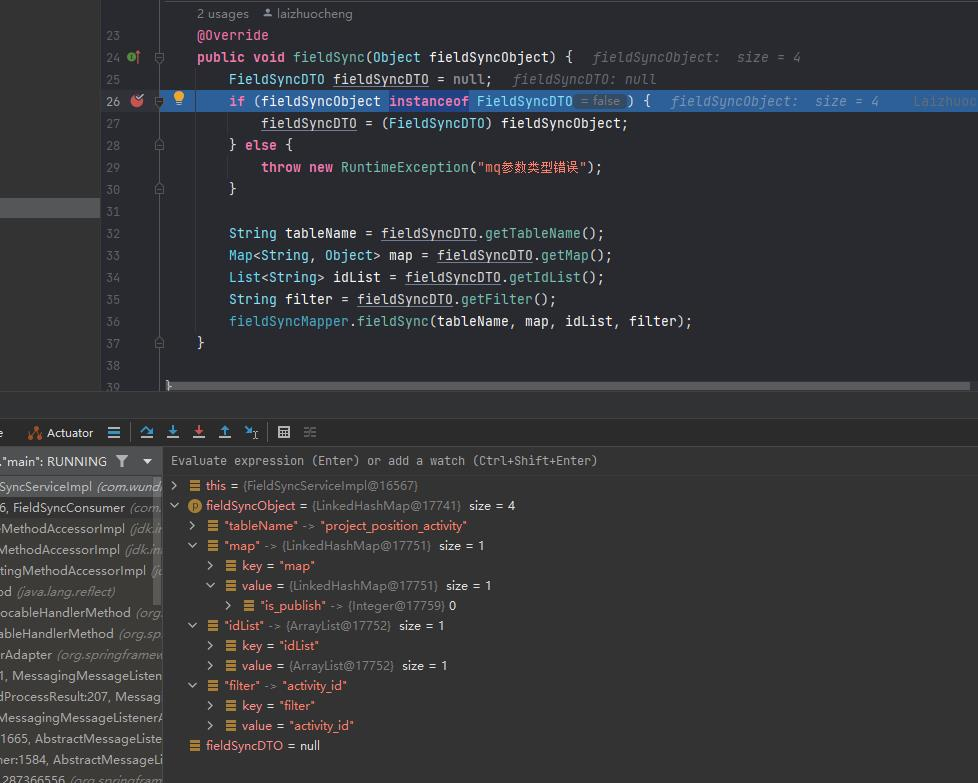 2 usages laizhuocheng
23 @Override
24 public void fieldSync(Object fieldSyncObject) { fieldSyncObject: size = 4
25 FieldSyncDTO fieldSyncDTO = null; fieldSyncDTO: null
26 if (fieldSyncObject instanceof FieldSyncDTO = false ) { fieldSyncObject: size = 4 Laizhuoc
27 fieldSyncDTO = (FieldSyncDTO) fieldSyncObject;
28 } else {
29 throw new RuntimeException("mq参数类型错误");
30 }
31
32 String tableName = fieldSyncDTO.getTableName();
33 Map<String, Object> map = fieldSyncDTO.getMap();
34 List<String> idList = fieldSyncDTO.getIdList();
35 String filter = fieldSyncDTO.getFilter();
36 fieldSyncMapper.fieldSync(tableName, map, idList, filter);
37 }
38
39 }
e Actuator
."main": RUNNING Evaluate expression (Enter) or add a watch (Ctrl+Shift+Enter)
SyncServiceImpl (com.wund this = {FieldSyncServiceImpl@16567}
6, FieldSyncConsumer (com. fieldSyncObject = {LinkedHashMap@17741} size = 4
eMethodAccessorImpl (jdk.in "tableName" -> "project_position_activity"
MethodAccessorImpl (jdk.int "map" -> {LinkedHashMap@17751} size = 1
tingMethodAccessorImpl (jd key = "map"
od (java.lang.reflect) value = {LinkedHashMap@17751} size = 1
ocableHandlerMethod (org. "is_publish" -> {Integer@17759} 0
ableHandlerMethod (org.sp "idList" -> {ArrayList@17752} size = 1
rAdapter (org.springframew key = "idList"
1, MessagingMessageListen value = {ArrayList@17752} size = 1
dProcessResult:207, Messag "filter" -> "activity_id"
MessagingMessageListenerA key = "filter"
1665, AbstractMessageListe value = "activity_id"
ner:1584, AbstractMessageLi fieldSyncDTO = null
287366556 (org.springfram